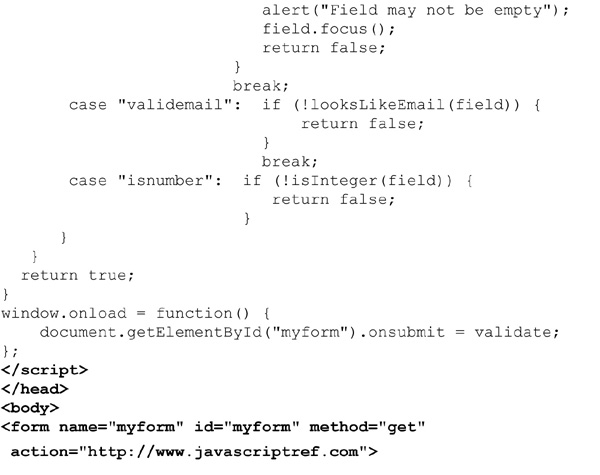 alert("Field may not be empty");
field.focus();
return false;
}
break;
case "validemail":  if (!looksLikeEmail(field)) {
return false;
}
break;
case "isnumber":  if (!isInteger(field)) {
return false;
}
}
}
return true;
}
window.onload = function() {
document.getElementById("myform").onsubmit = validate;
};
</script>
</head>
<body>
<form name="myform" id="myform" method="get"
action="http://www.javascriptref.com">